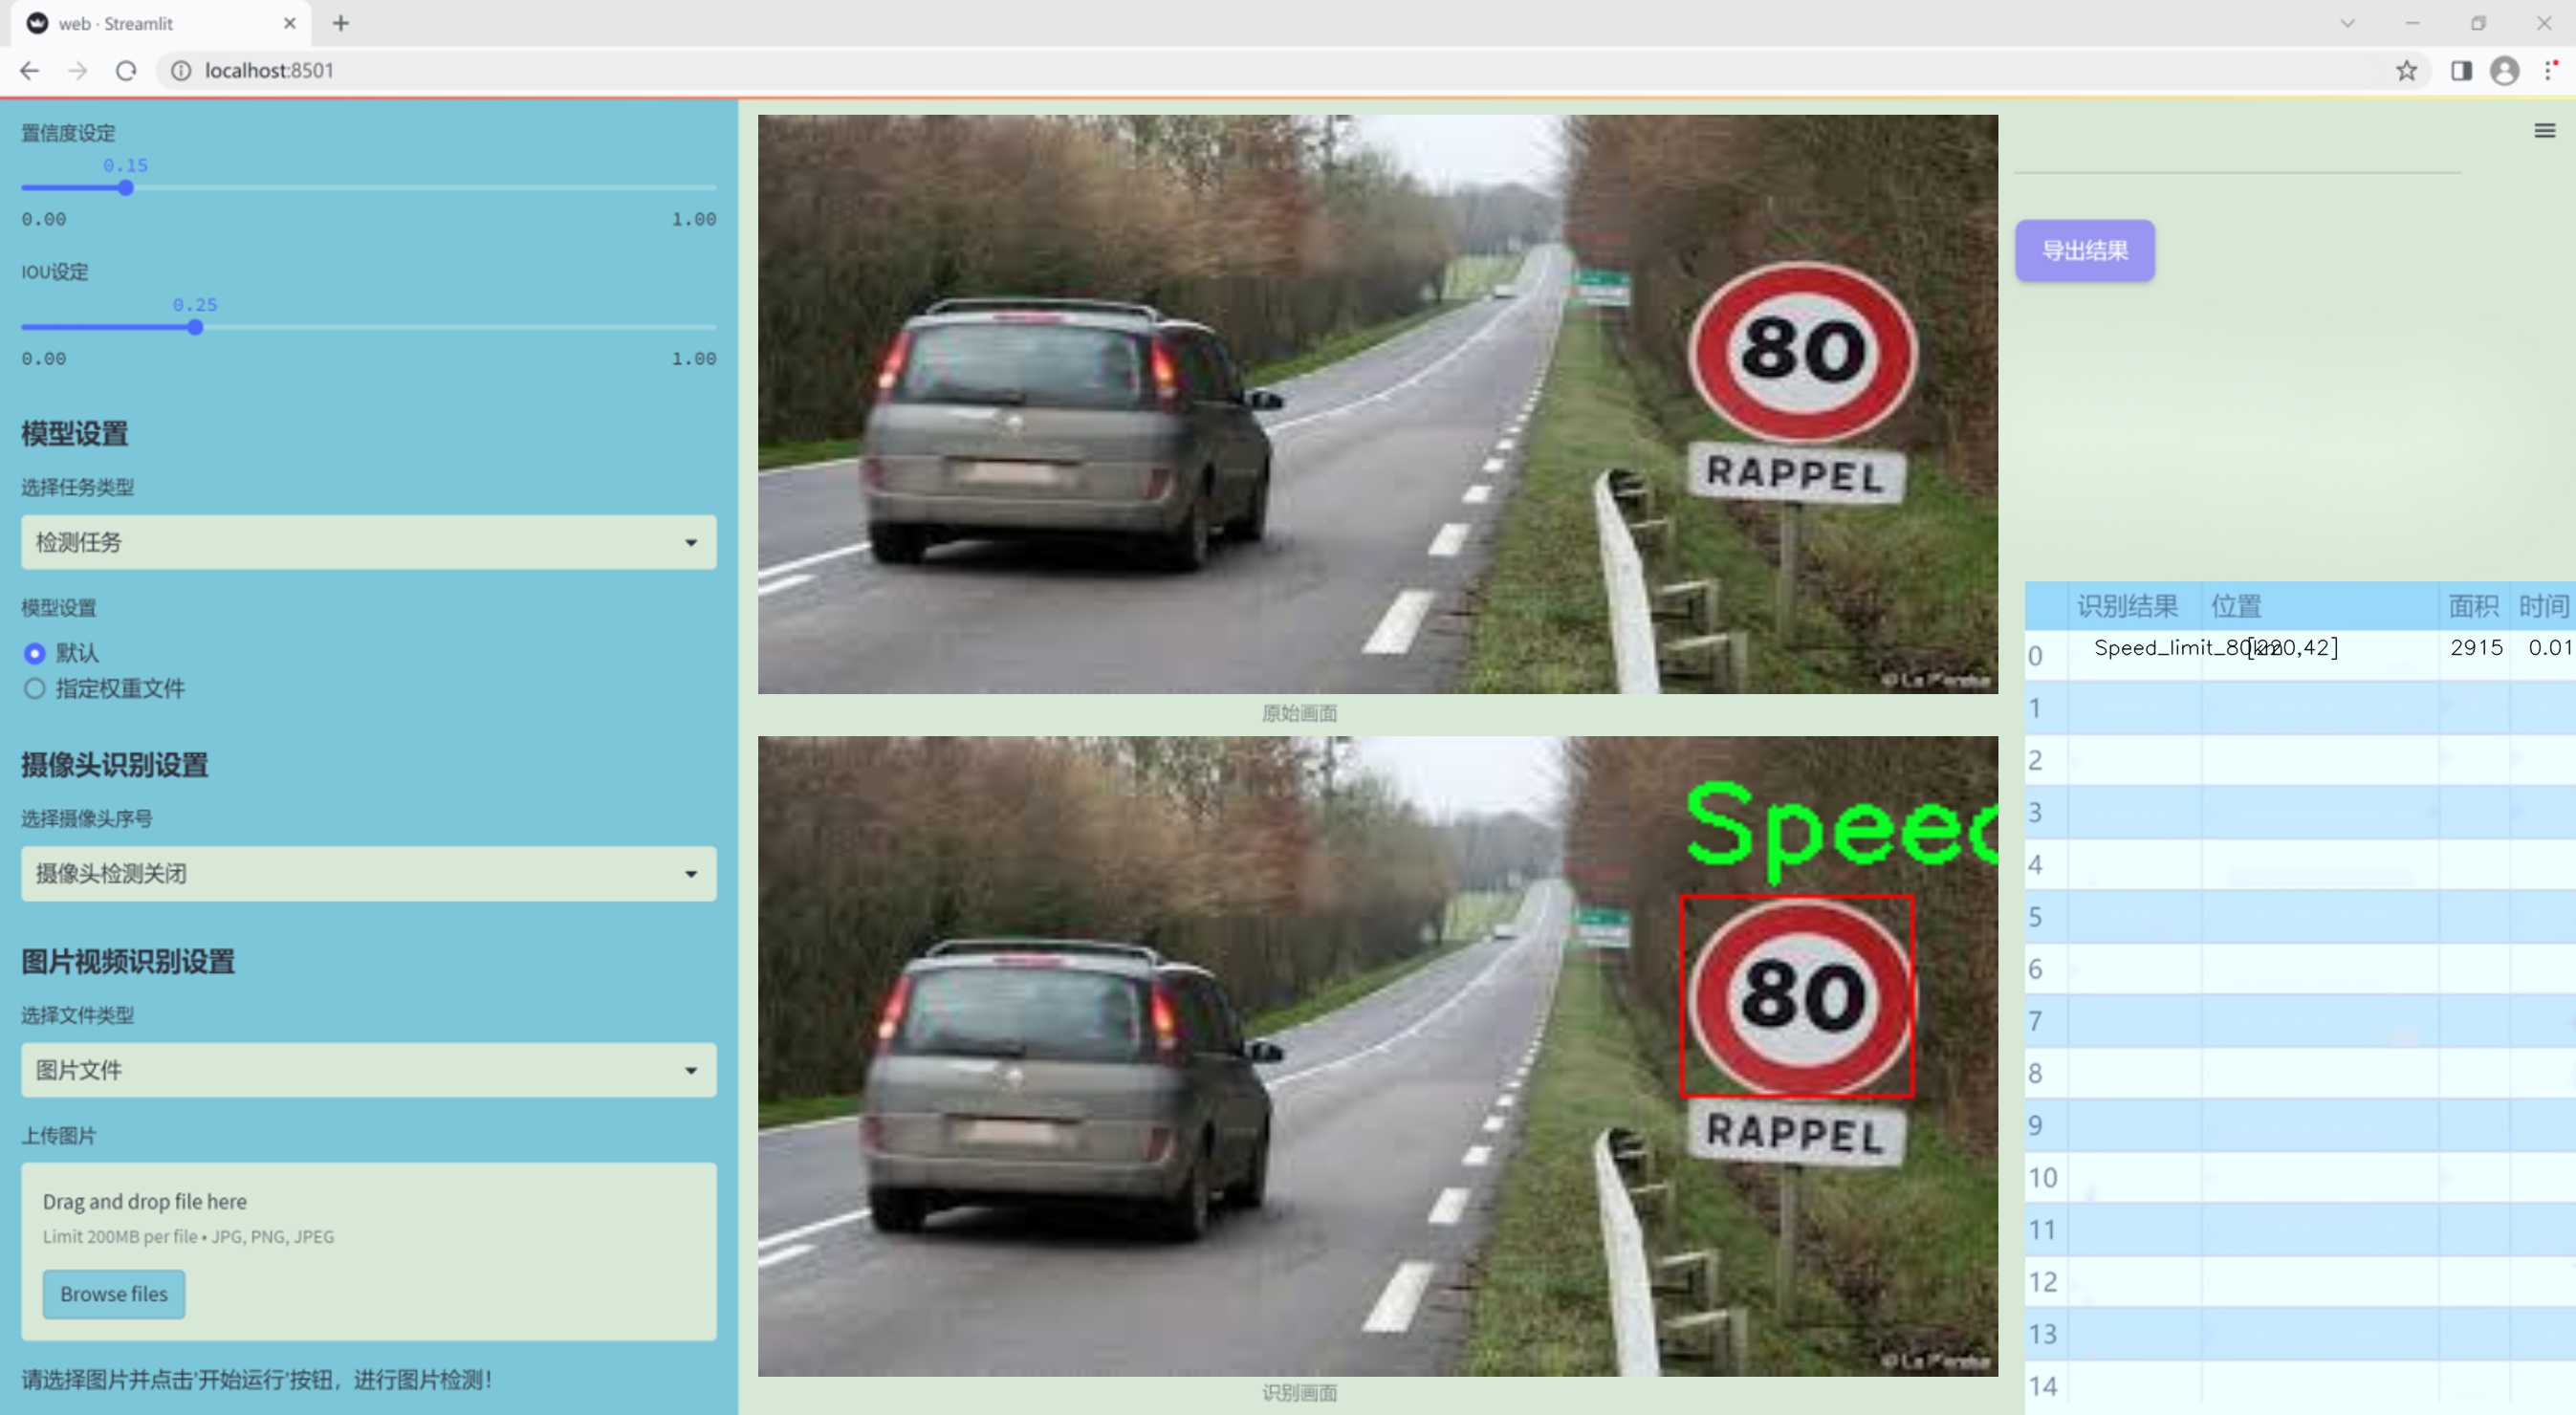 web · Streamlit
localhost:8501
置信度设定
0.15
0.00 1.00
IOU设定
0.25
0.00 1.00
模型设置
选择任务类型
检测任务
模型设置
默认
指定权重文件
摄像头识别设置
选择摄像头序号
摄像头检测关闭
图片视频识别设置
选择文件类型
图片文件
上传图片
Drag and drop file here
Limit 200MB per file • JPG, PNG, JPEG
Browse files
请选择图片并点击'开始运行'按钮，进行图片检测！
80
RAPPEL
原始画面
Speed
80
RAPPEL
识别画面
导出结果
识别结果 位置 面积 时间
0 Speed_limit_80km [220,42] 2915 0.01
1
2
3
4
5
6
7
8
9
10
11
12
13
14